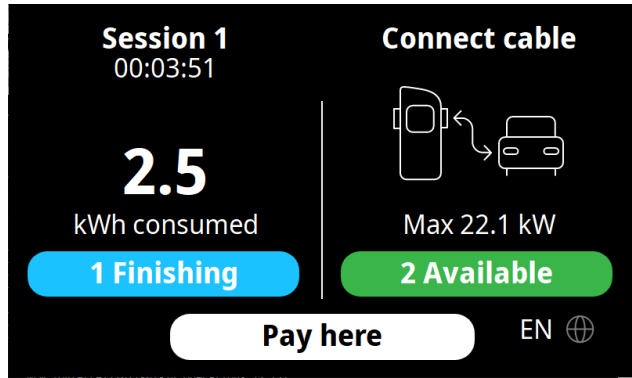 Session 1
00:03:51
2.5
kWh consumed
1 Finishing
Connect cable
Max 22.1 kW
2 Available
Pay here
EN